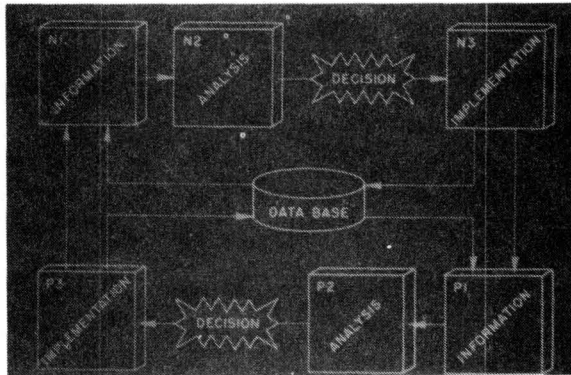 N1
INFORMATION
N2
ANALYSIS
DECISION
N3
IMPLEMENTATION
DATA BASE
P3
IMPLEMENTATION
DECISION
P2
ANALYSIS
P1
INFORMATION